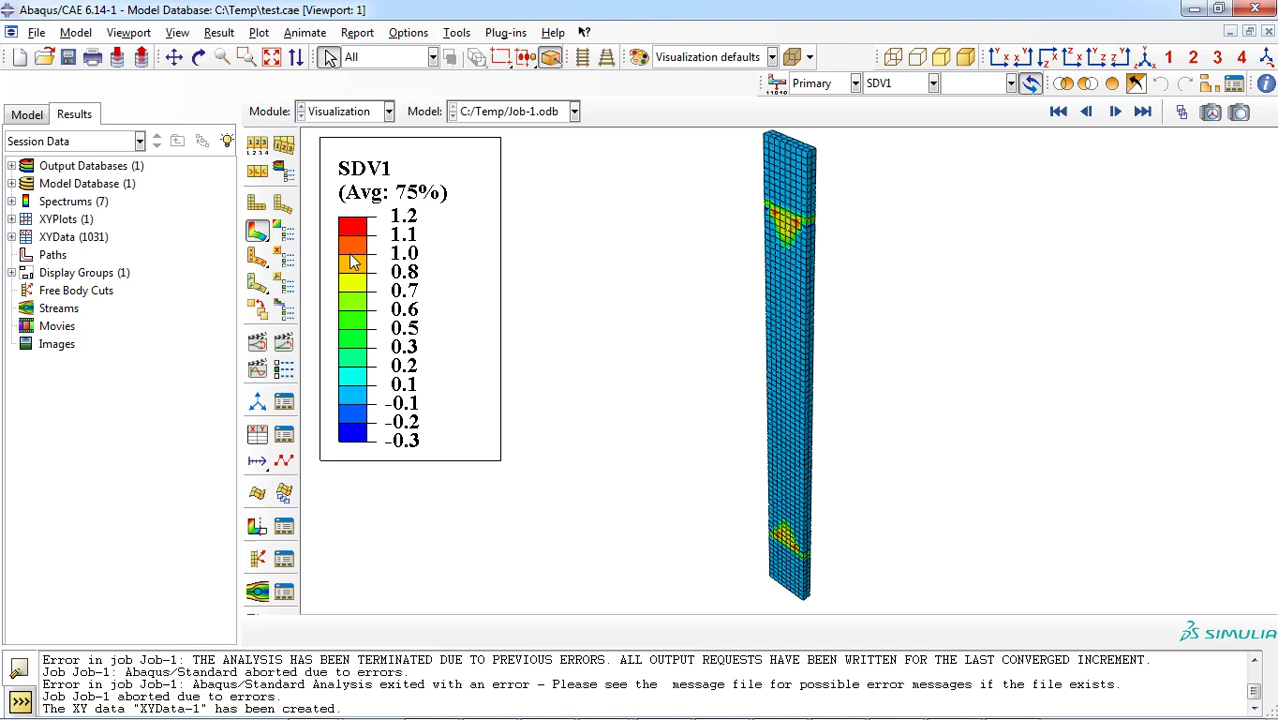 Abaqus/CAE 6.14-1 - Model Database: C:\Temp\test.cae [Viewport: 1]
File Model Viewport View Result Plot Animate Report Options Tools Plug-ins Help
All Visualization defaults 1 2 3 4
Primary SDV1
Model Results Module: Visualization Model: C:/Temp/Job-1.odb
Session Data
Output Databases (1)
Model Database (1)
Spectrums (7)
XYPlots (1)
XYData (1031)
Paths
Display Groups (1)
Free Body Cuts
Streams
Movies
Images
SDV1
(Avg: 75%)
1.2
1.1
1.0
0.8
0.7
0.6
0.5
0.3
0.2
0.1
-0.1
-0.2
-0.3
SIMULIA
Error in job Job-1: THE ANALYSIS HAS BEEN TERMINATED DUE TO PREVIOUS ERRORS. ALL OUTPUT REQUESTS HAVE BEEN WRITTEN FOR THE LAST CONVERGED INCREMENT.
Job Job-1: Abaqus/Standard aborted due to errors.
Error in job Job-1: Abaqus/Standard Analysis exited with an error - Please see the message file for possible error messages if the file exists.
Job Job-1 aborted due to errors.
The XY data "XYData-1" has been created.